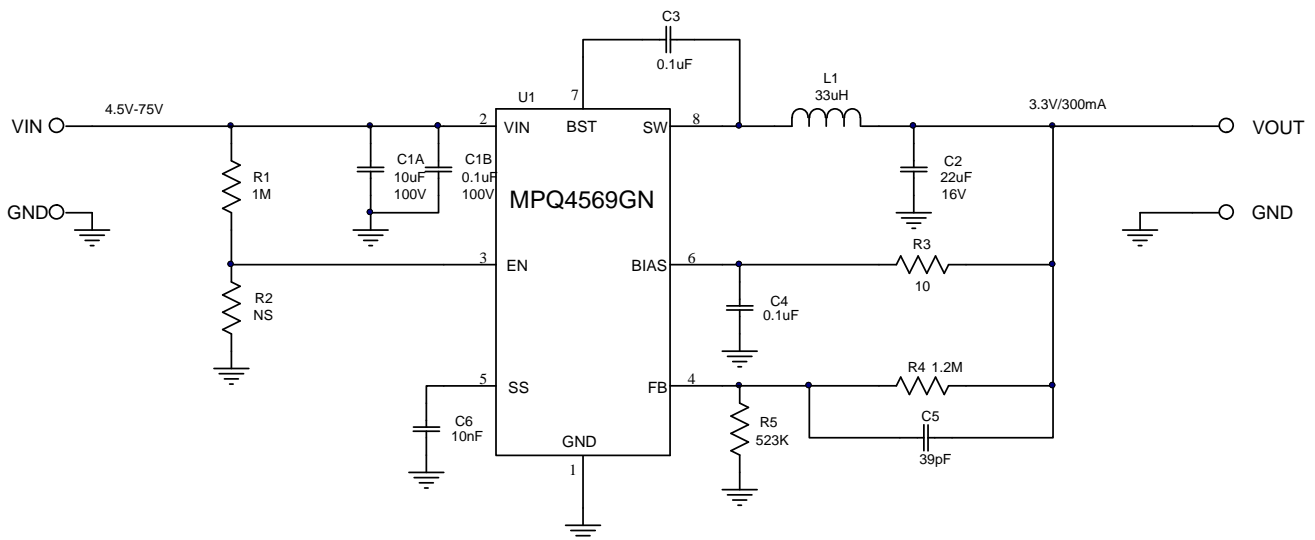 C3
0.1uF
4.5V-75V
U1
7
L1
33uH
3.3V/300mA
VIN
2
VIN
BST
SW
8
VOUT
R1
1M
C1A
10uF
100V
C1B
0.1uF
100V
MPQ4569GN
C2
22uF
16V
GND
GND
3
EN
BIAS
6
R3
10
R2
NS
C4
0.1uF
5
SS
FB
4
R4 1.2M
C6
10nF
R5
523K
C5
39pF
GND
1